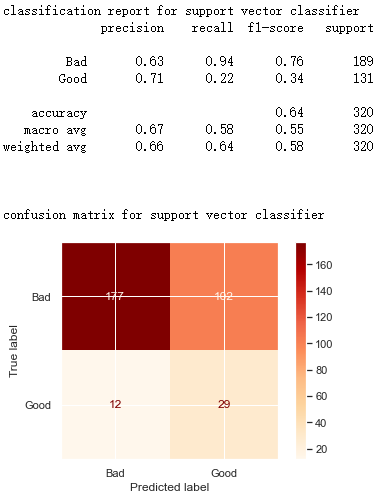 classification report for support vector classifier
precision recall f1-score support
Bad 0.63 0.94 0.76 189
Good 0.71 0.22 0.34 131
accuracy 0.64 320
macro avg 0.67 0.58 0.55 320
weighted avg 0.66 0.64 0.58 320
confusion matrix for support vector classifier
True label
Bad 177 102
Good 12 29
Bad Good
Predicted label
160
140
120
100
80
60
40
20